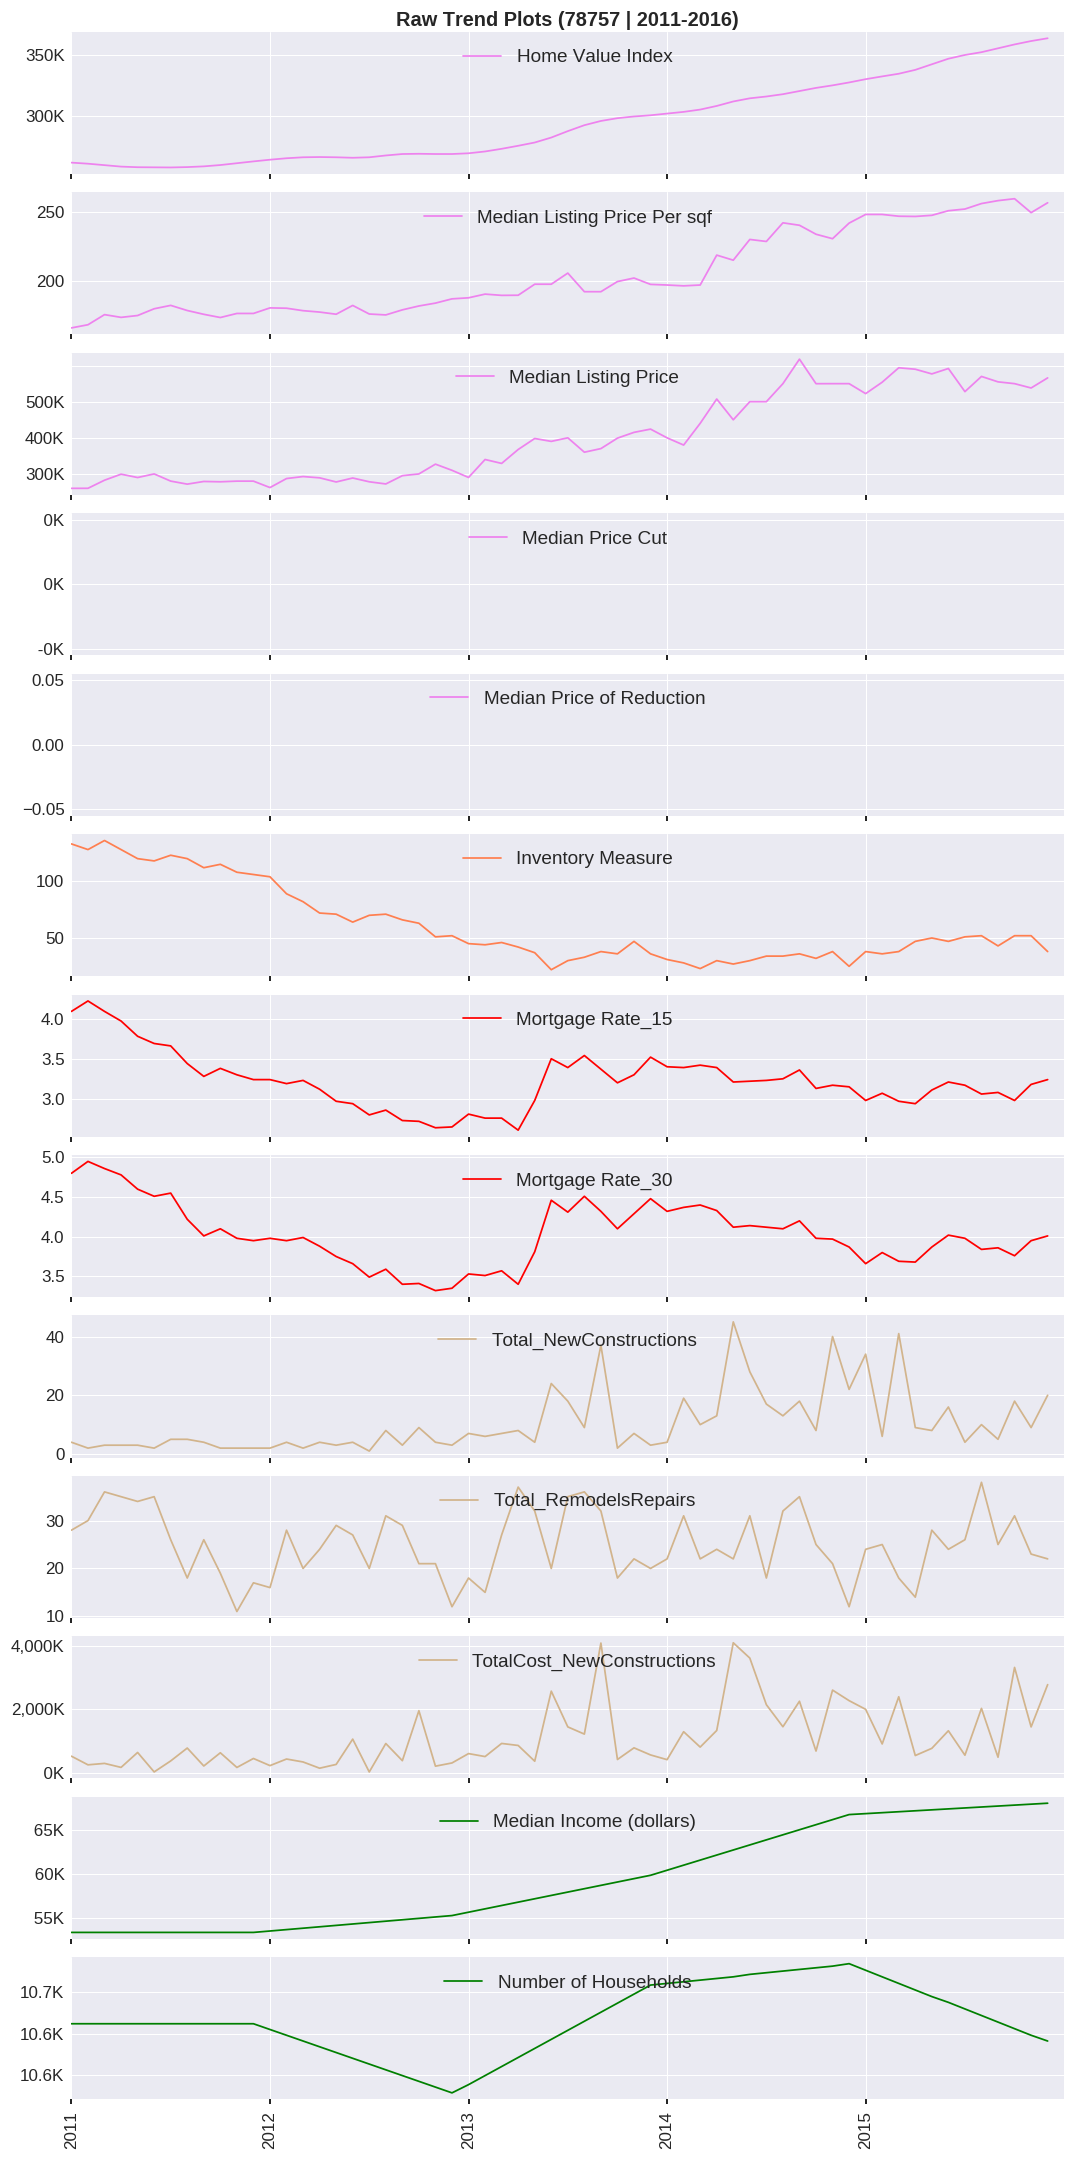 Raw Trend Plots (78757 | 2011-2016)
Home Value Index
350K
300K
Median Listing Price Per sqf
250
200
Median Listing Price
500K
400K
300K
Median Price Cut
0K
0K
-0K
Median Price of Reduction
0.05
0.00
−0.05
Inventory Measure
100
50
Mortgage Rate_15
4.0
3.5
3.0
Mortgage Rate_30
5.0
4.5
4.0
3.5
Total_NewConstructions
40
20
0
Total_RemodelsRepairs
30
20
10
TotalCost_NewConstructions
4,000K
2,000K
0K
Median Income (dollars)
65K
60K
55K
Number of Households
10.7K
10.6K
10.6K
2011
2012
2013
2014
2015